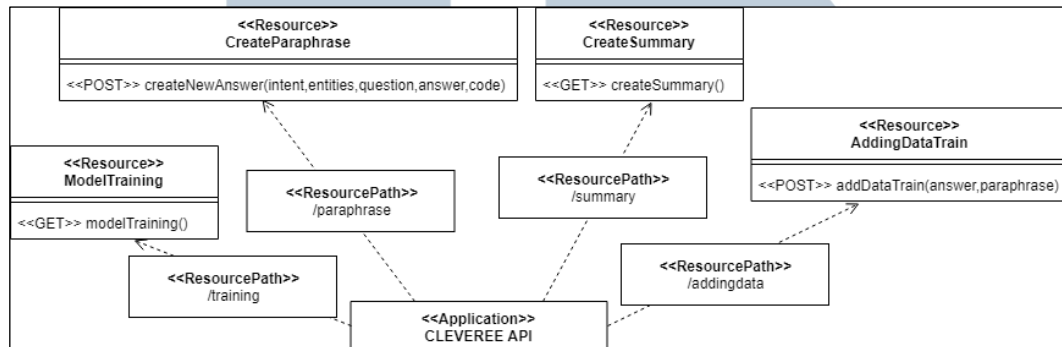 <<Resource>>
CreateParaphrase
<<POST>> createNewAnswer(intent,entities,question,answer,code)
<<Resource>>
CreateSummary
<<GET>> createSummary()
<<Resource>>
AddingDataTrain
<<POST>> addDataTrain(answer,paraphrase)
<<Resource>>
ModelTraining
<<GET>> modelTraining()
<<ResourcePath>>
/paraphrase
<<ResourcePath>>
/summary
<<ResourcePath>>
/training
<<ResourcePath>>
/addingdata
<<Application>>
CLEVEREE API